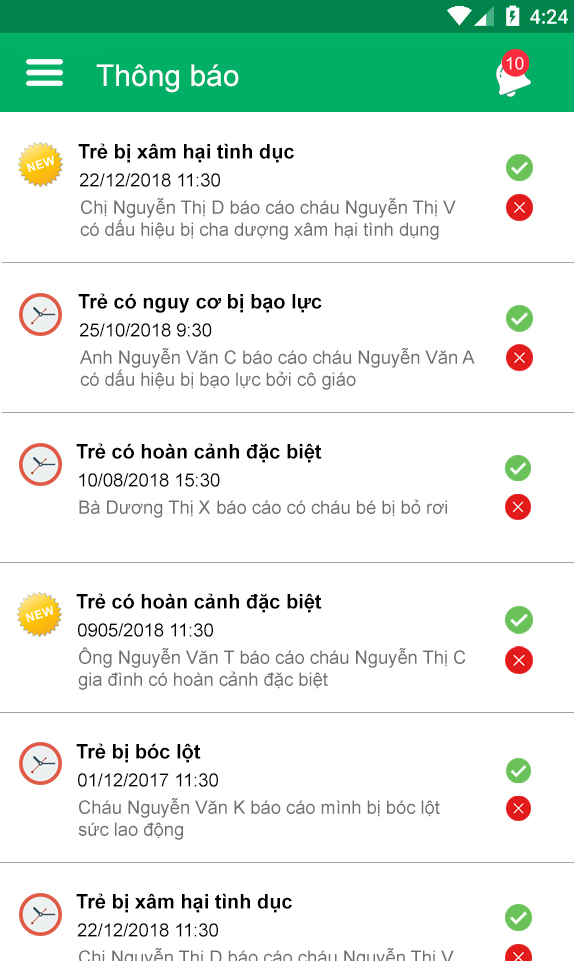 4:24
Thông báo
10
NEW
Trẻ bị xâm hại tình dục
22/12/2018 11:30
Chị Nguyễn Thị D báo cáo cháu Nguyễn Thị V
có dấu hiệu bị cha dượng xâm hại tình dụng
Trẻ có nguy cơ bị bạo lực
25/10/2018 9:30
Anh Nguyễn Văn C báo cáo cháu Nguyễn Văn A
có dấu hiệu bị bạo lực bởi cô giáo
Trẻ có hoàn cảnh đặc biệt
10/08/2018 15:30
Bà Dương Thị X báo cáo có cháu bé bị bỏ rơi
NEW
Trẻ có hoàn cảnh đặc biệt
0905/2018 11:30
Ông Nguyễn Văn T báo cáo cháu Nguyễn Thị C
gia đình có hoàn cảnh đặc biệt
Trẻ bị bóc lột
01/12/2017 11:30
Cháu Nguyễn Văn K báo cáo mình bị bóc lột
sức lao động
Trẻ bị xâm hại tình dục
22/12/2018 11:30
Chị Nguyễn Thị D báo cáo cháu Nguyễn Thị V